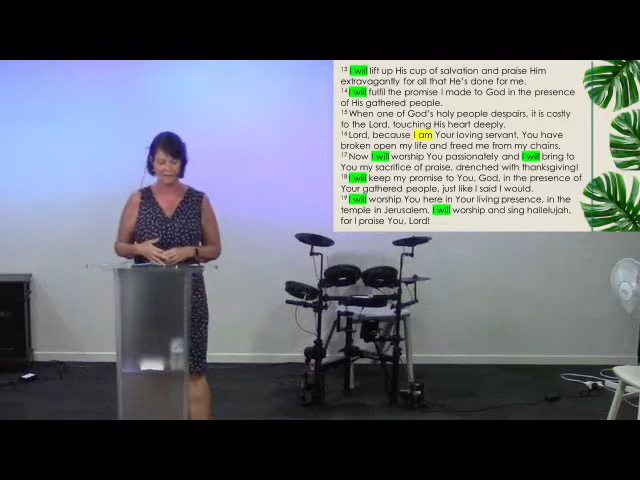 13 I will lift up His cup of salvation and praise Him
extravagantly for all that He's done for me.
14 I will fulfil the promise I made to God in the presence
of His gathered people.
15 When one of God's holy people despairs, it is costly
to the Lord, touching His heart deeply.
16 Lord, because I am Your loving servant, You have
broken open my life and freed me from my chains.
17 Now I will worship You passionately and I will bring to
You my sacrifice of praise, drenched with thanksgiving!
18 I will keep my promise to You, God, in the presence of
Your gathered people, just like I said I would.
19 I will worship You here in Your living presence, in the
temple in Jerusalem. I will worship and sing hallelujah,
for I praise You, Lord!